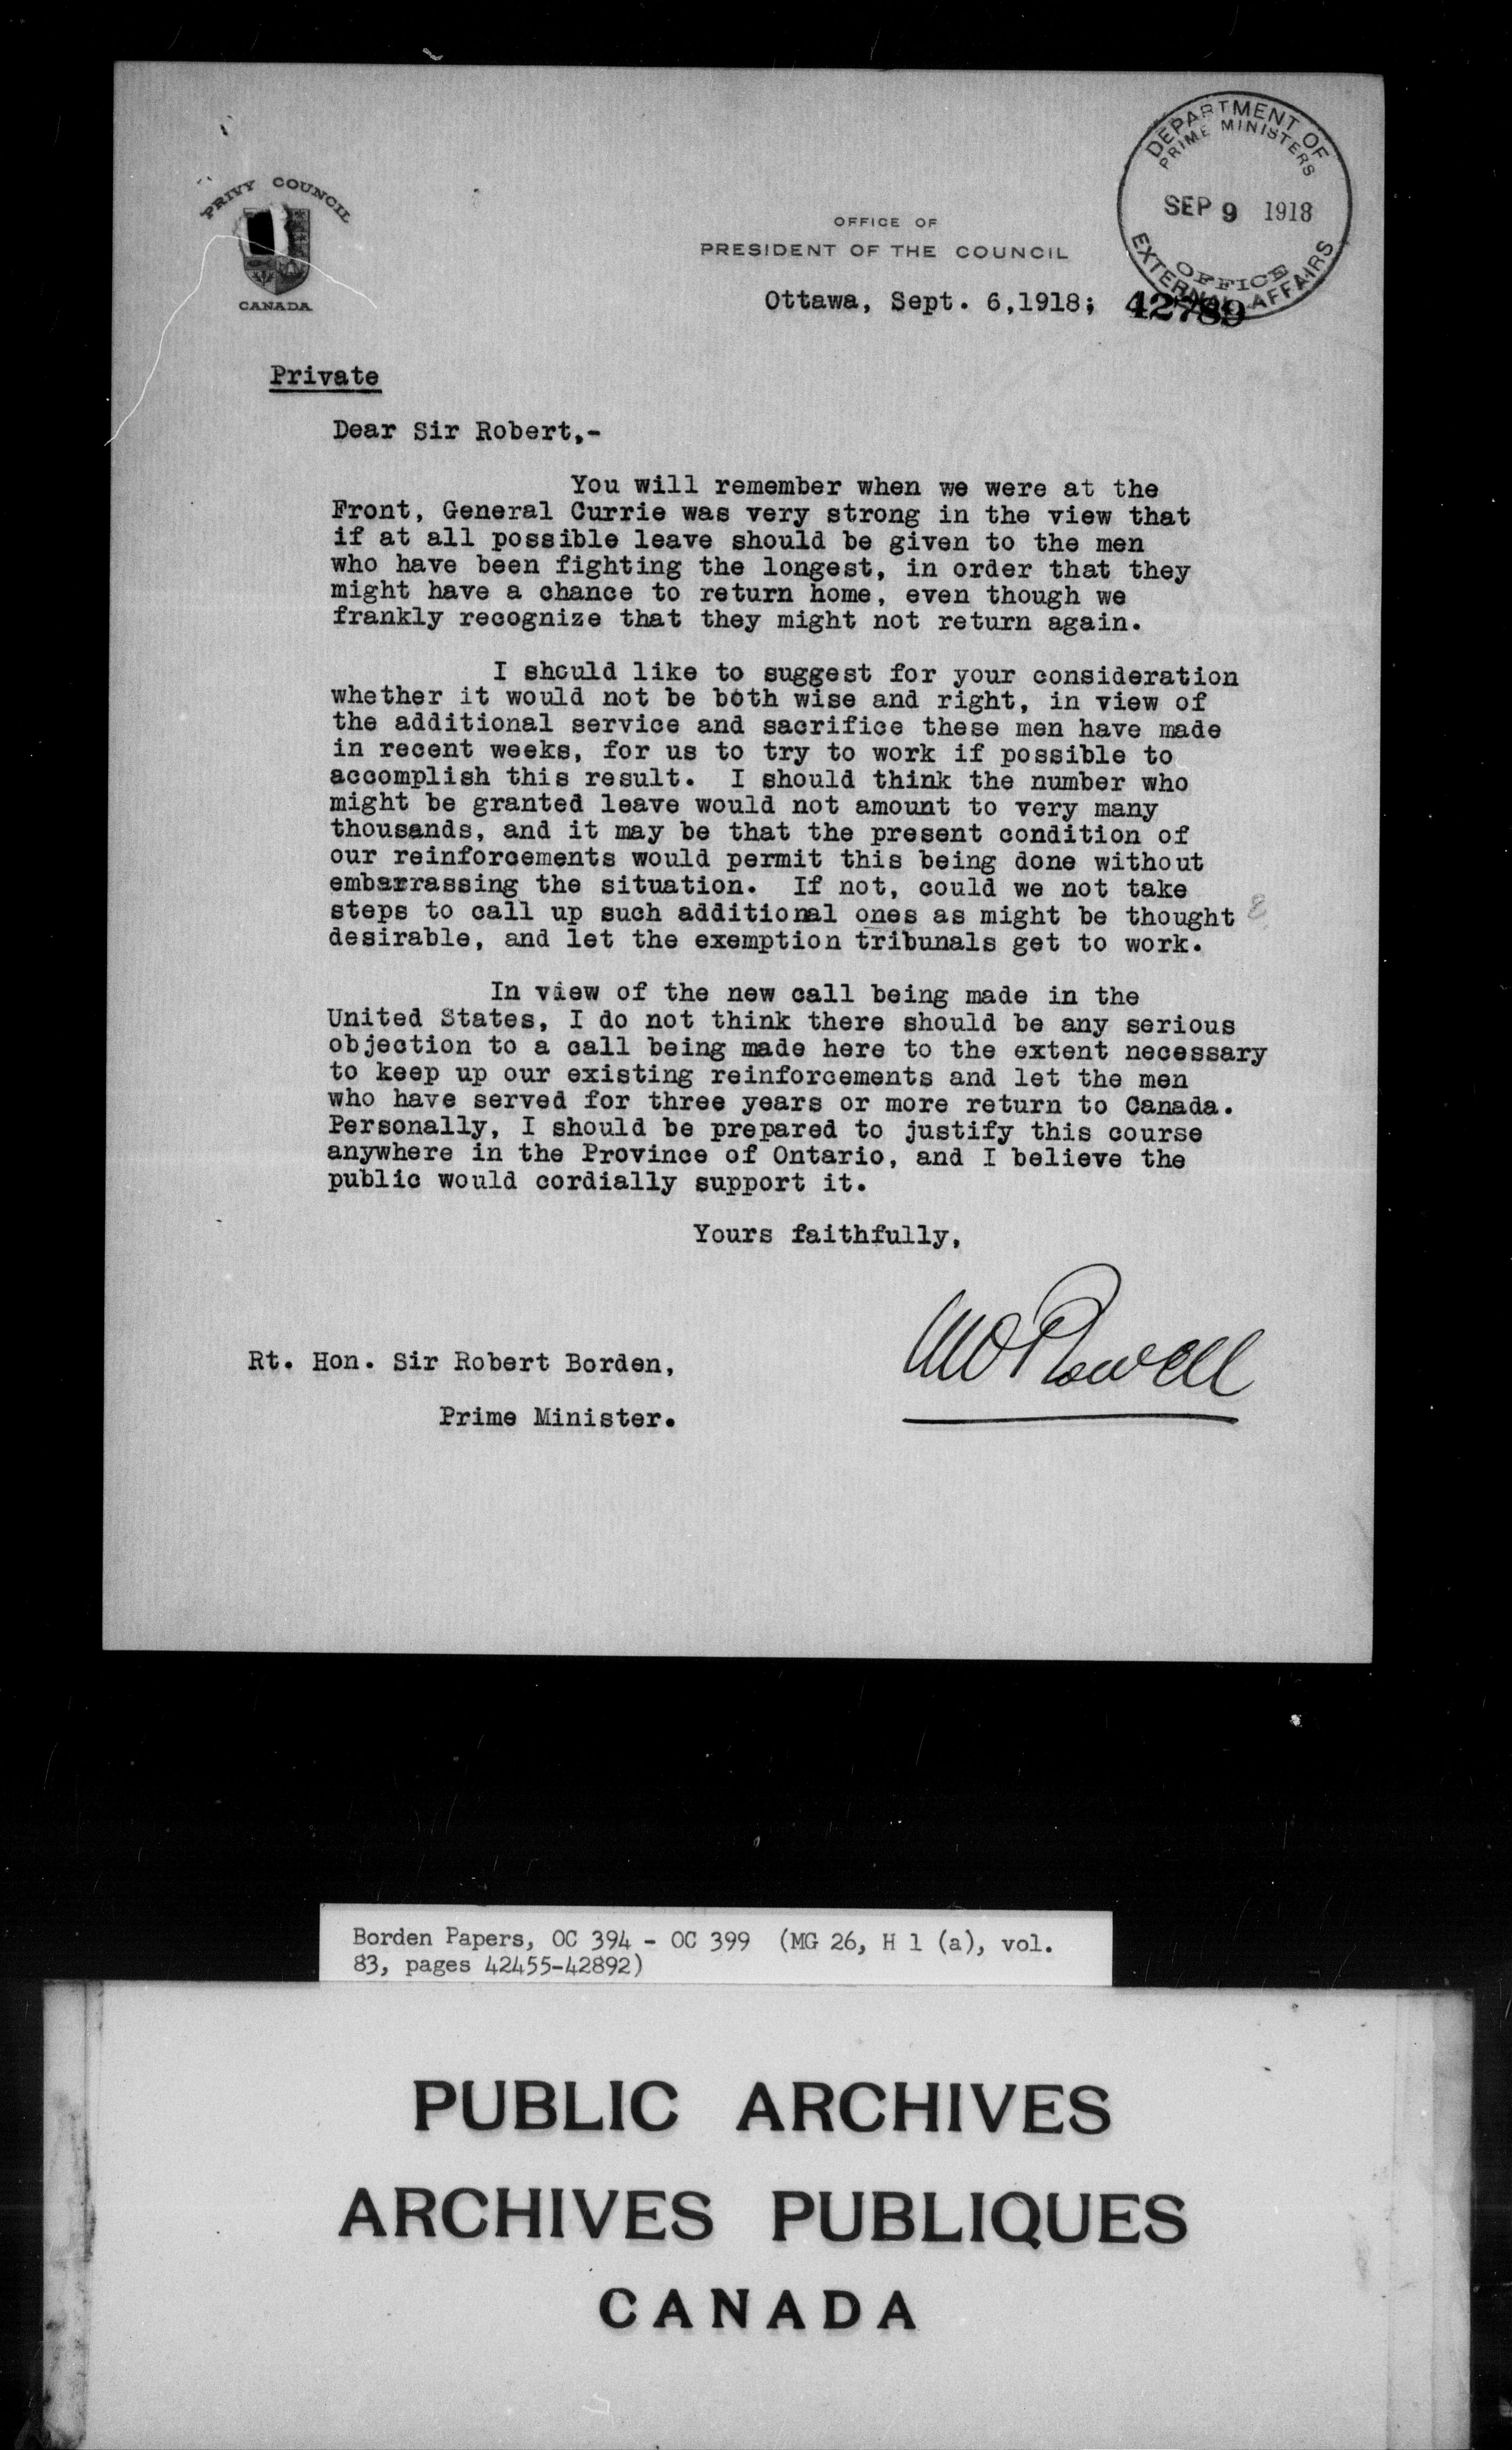 PRIVY COUNCIL
CANADA
DEPARTMENT OF
PRIME MINISTERS
SEP 9 1918
OFFICE
EXTERNAL AFFAIRS
OFFICE OF
PRESIDENT OF THE COUNCIL
Ottawa, Sept. 6,1918; 42789
Private
Dear Sir Robert,-
You will remember when we were at the
Front, General Currie was very strong in the view that
if at all possible leave should be given to the men
who have been fighting the longest, in order that they
might have a chance to return home, even though we
frankly recognize that they might not return again.
I should like to suggest for your consideration
whether it would not be both wise and right, in view of
the additional service and sacrifice these men have made
in recent weeks, for us to try to work if possible to
accomplish this result. I should think the number who
might be granted leave would not amount to very many
thousands, and it may be that the present condition of
our reinforcements would permit this being done without
embarrassing the situation. If not, could we not take
steps to call up such additional ones as might be thought
desirable, and let the exemption tribunals get to work.
In view of the new call being made in the
United States, I do not think there should be any serious
objection to a call being made here to the extent necessary
to keep up our existing reinforcements and let the men
who have served for three years or more return to Canada.
Personally, I should be prepared to justify this course
anywhere in the Province of Ontario, and I believe the
public would cordially support it.
Yours faithfully,
Rowell
Rt. Hon. Sir Robert Borden,
Prime Minister.
Borden Papers, OC 394 - OC 399 (MG 26, H 1 (a), vol.
83, pages 42455-42892)
PUBLIC ARCHIVES
ARCHIVES PUBLIQUES
CANADA